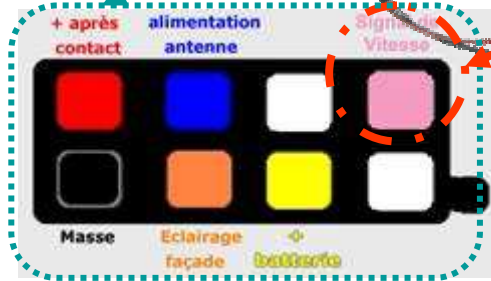 + après
contact
alimentation
antenne
Signal de
Vitesse
Masse
Eclairage
façade
+
batterie